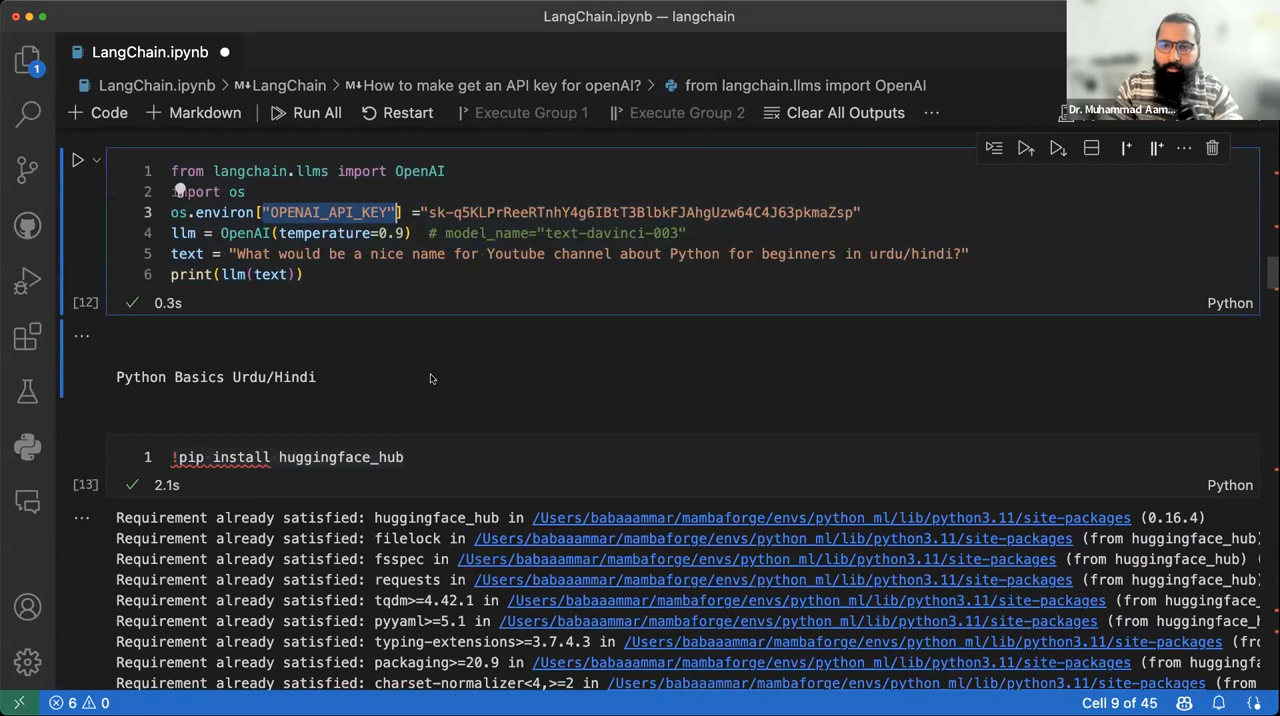 LangChain.ipynb — langchain
LangChain.ipynb
LangChain.ipynb > M↓LangChain > M↓How to make get an API key for openAI? > from langchain.llms import OpenAI
+ Code + Markdown Run All Restart Execute Group 1 Execute Group 2 Clear All Outputs ...
Dr. Muhammad Aam...
1 from langchain.llms import OpenAI
2 import os
3 os.environ["OPENAI_API_KEY"] ="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"
4 llm = OpenAI(temperature=0.9) # model_name="text-davinci-003"
5 text = "What would be a nice name for Youtube channel about Python for beginners in urdu/hindi?"
6 print(llm(text))
[12] 0.3s Python
...
Python Basics Urdu/Hindi
1 !pip install huggingface_hub
[13] 2.1s Python
... Requirement already satisfied: huggingface_hub in /Users/babaaammar/mambaforge/envs/python_ml/lib/python3.11/site-packages (0.16.4)
Requirement already satisfied: filelock in /Users/babaaammar/mambaforge/envs/python_ml/lib/python3.11/site-packages (from huggingface_hub)
Requirement already satisfied: fsspec in /Users/babaaammar/mambaforge/envs/python_ml/lib/python3.11/site-packages (from huggingface_hub)
Requirement already satisfied: requests in /Users/babaaammar/mambaforge/envs/python_ml/lib/python3.11/site-packages (from huggingface_hub)
Requirement already satisfied: tqdm>=4.42.1 in /Users/babaaammar/mambaforge/envs/python_ml/lib/python3.11/site-packages (from huggingface_
Requirement already satisfied: pyyaml>=5.1 in /Users/babaaammar/mambaforge/envs/python_ml/lib/python3.11/site-packages (from huggingface_h
Requirement already satisfied: typing-extensions>=3.7.4.3 in /Users/babaaammar/mambaforge/envs/python_ml/lib/python3.11/site-packages (fro
Requirement already satisfied: packaging>=20.9 in /Users/babaaammar/mambaforge/envs/python_ml/lib/python3.11/site-packages (from huggingfa
Requirement already satisfied: charset-normalizer<4,>=2 in /Users/babaaammar/mambaforge/envs/python_ml/lib/python3.11/site-packages (from
1
6 0 Cell 9 of 45